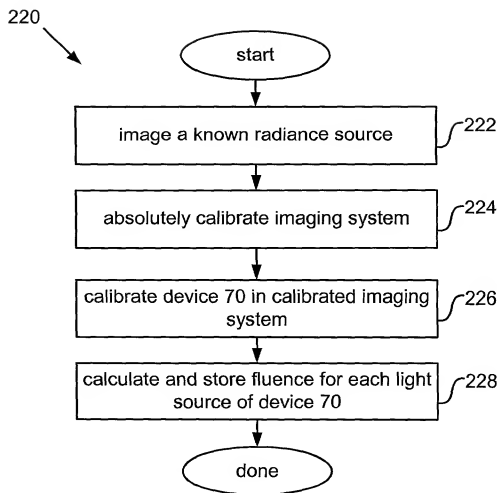 220
start
image a known radiance source
222
absolutely calibrate imaging system
224
calibrate device 70 in calibrated imaging
system
226
calculate and store fluence for each light
source of device 70
228
done